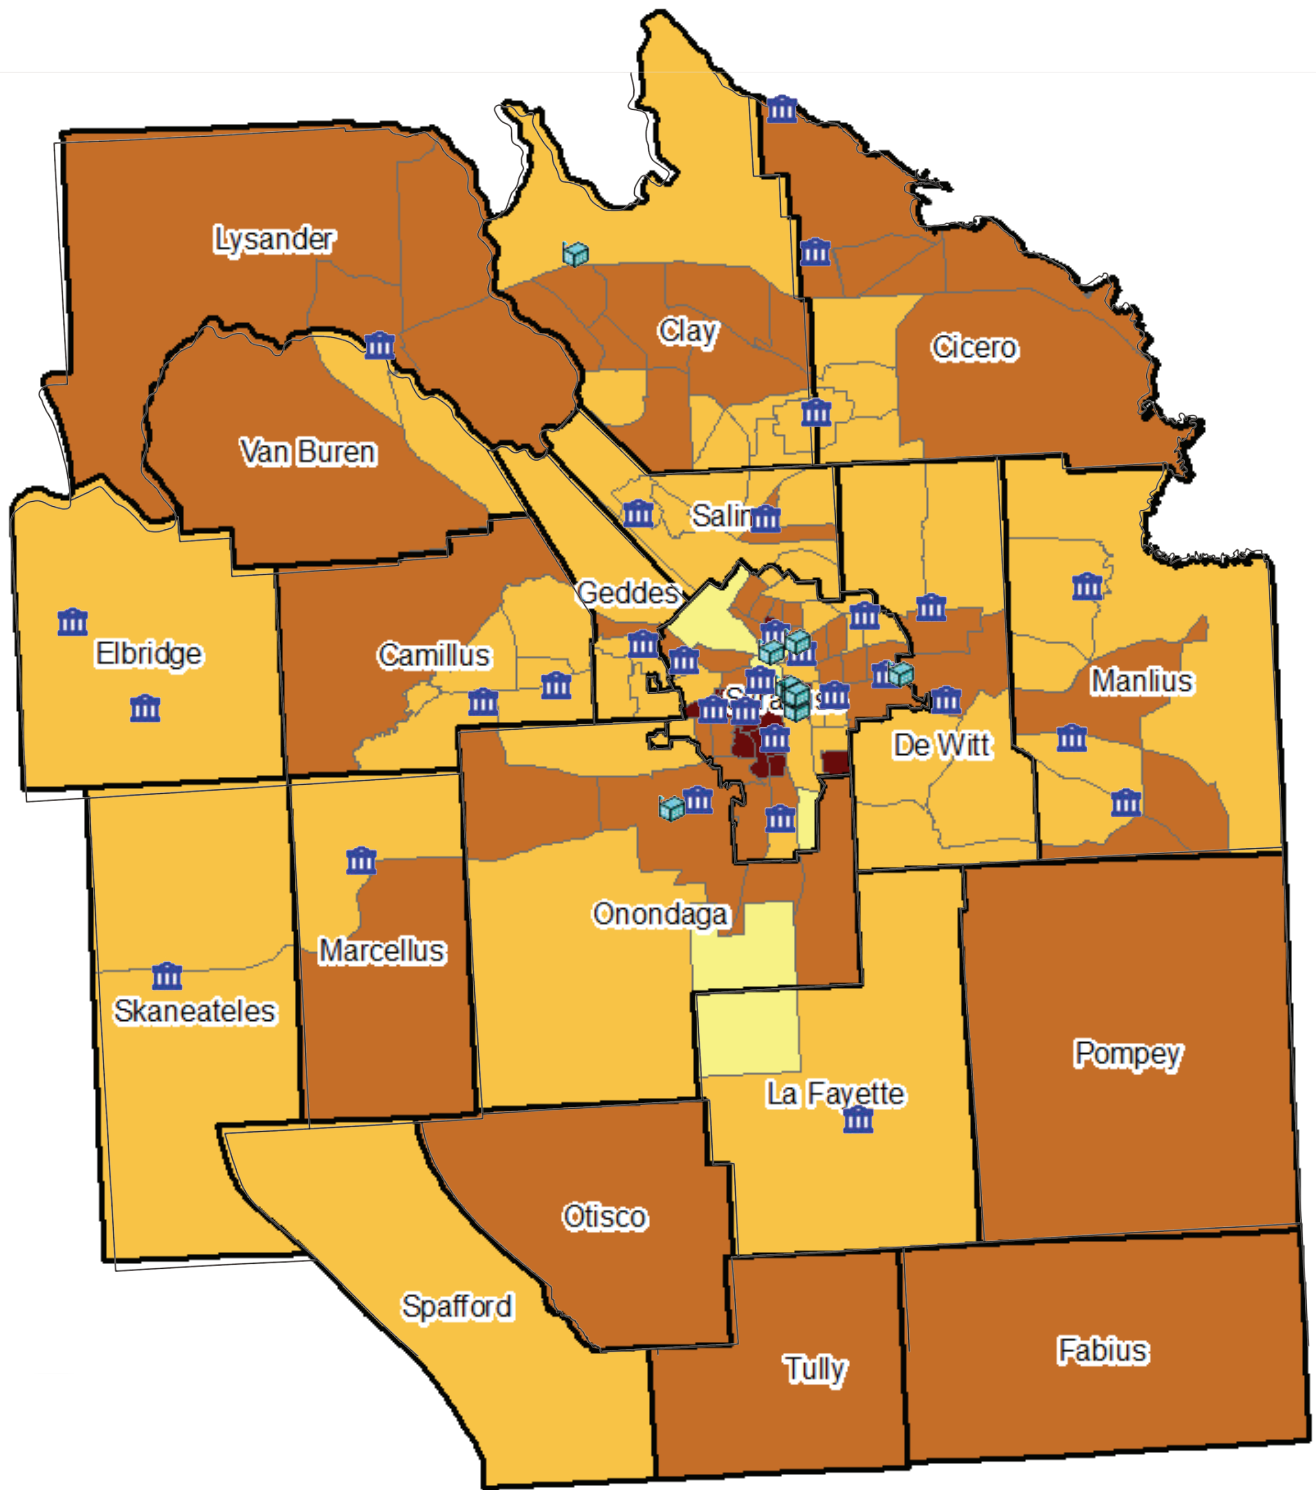 Lysander
Clay
Cicero
Van Buren
Salin
Geddes
Elbridge
Camillus
Manlius
De Witt
Onondaga
Marcellus
Skaneateles
Pompey
La Fayette
Otisco
Spafford
Fabius
Tully